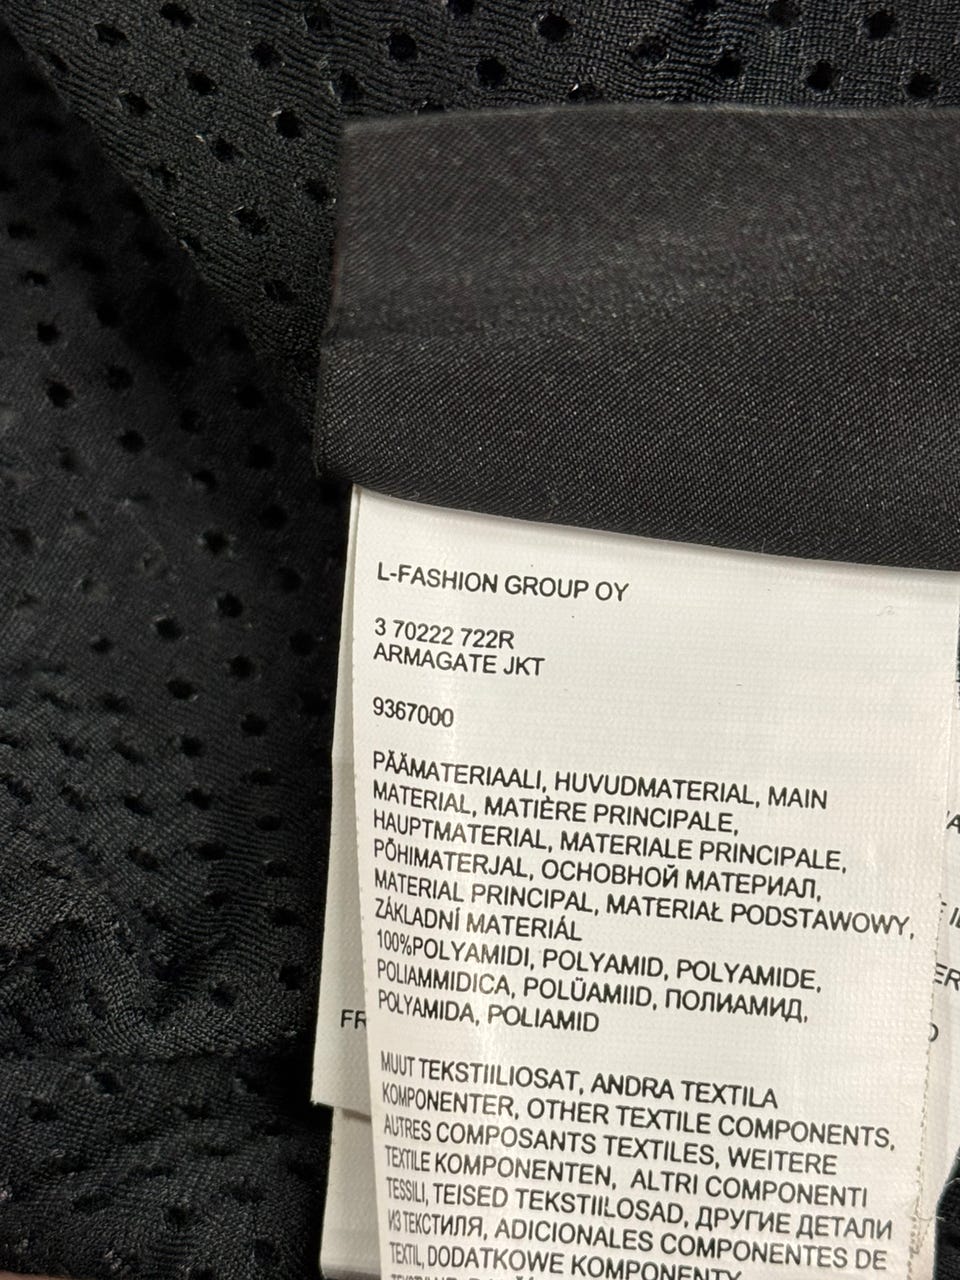 L-FASHION GROUP OY
3 70222 722R
ARMAGATE JKT
9367000
PÄÄMATERIAALI, HUVUDMATERIAL, MAIN
MATERIAL, MATIÈRE PRINCIPALE,
HAUPTMATERIAL, MATERIALE PRINCIPALE,
PÕHIMATERJAL, ОСНОВНОЙ МАТЕРИАЛ,
MATERIAL PRINCIPAL, MATERIAŁ PODSTAWOWY,
ZÁKLADNÍ MATERIÁL
100%POLYAMIDI, POLYAMID, POLYAMIDE,
POLIAMMIDICA, POLÜAMIID, ПОЛИАМИД,
POLYAMIDA, POLIAMID
MUUT TEKSTIILIOSAT, ANDRA TEXTILA
KOMPONENTER, OTHER TEXTILE COMPONENTS,
AUTRES COMPOSANTS TEXTILES, WEITERE
TEXTILE KOMPONENTEN, ALTRI COMPONENTI
TESSILI, TEISED TEKSTIILOSAD, ДРУГИЕ ДЕТАЛИ
ИЗ ТЕКСТИЛЯ, ADICIONALES COMPONENTES DE
TEXTIL, DODATKOWE KOMPONENTY
FR